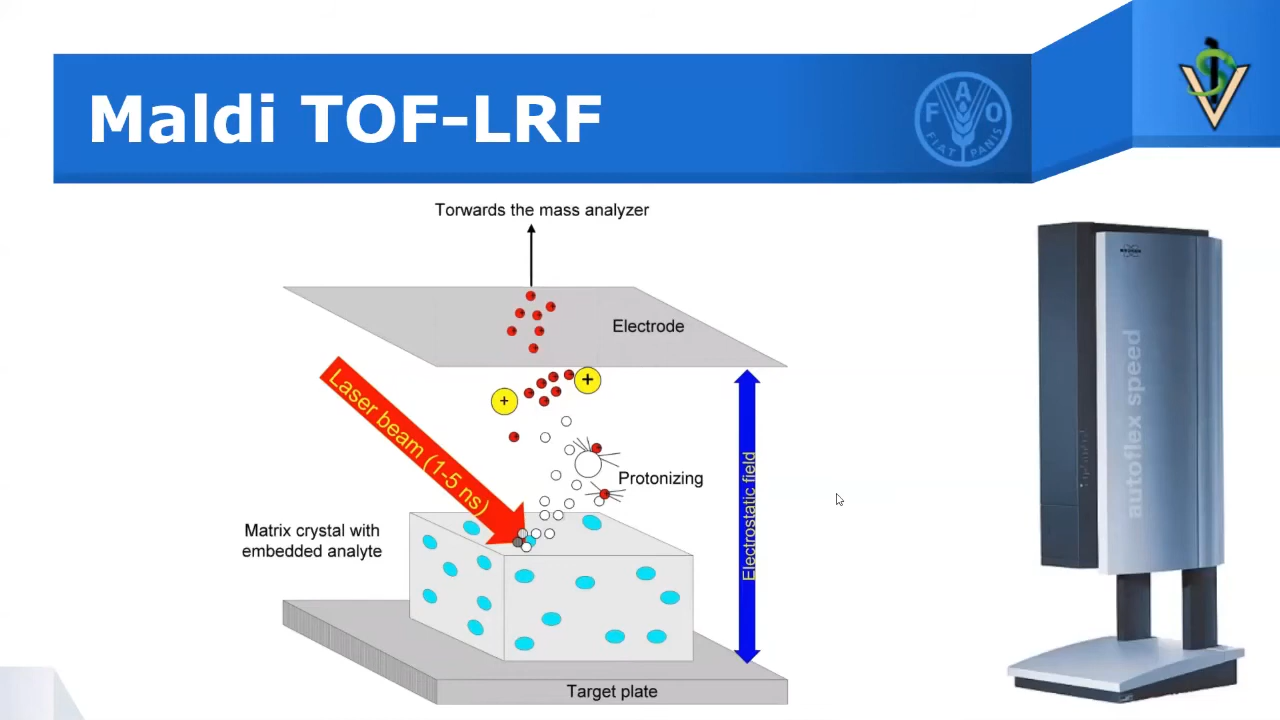 Maldi TOF-LRF
F A O
FIAT PANIS
Torwards the mass analyzer
Electrode
Laser beam (1-5 ns)
+
+
Protonizing
Electrostatic field
Matrix crystal with
embedded analyte
Target plate
autoflex speed